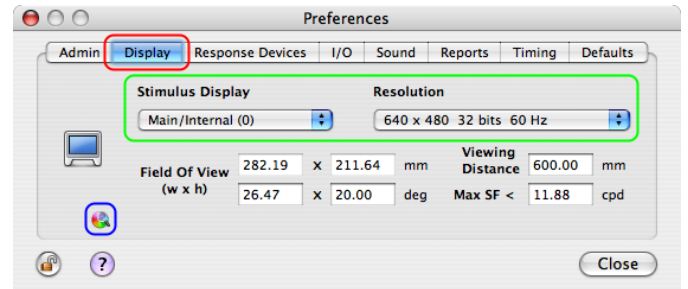 Preferences
Admin Display Response Devices I/O Sound Reports Timing Defaults
Stimulus Display Resolution
Main/Internal (0) 640 x 480 32 bits 60 Hz
Field Of View (w x h) 282.19 x 211.64 mm Viewing Distance 600.00 mm
26.47 x 20.00 deg Max SF < 11.88 cpd
? Close